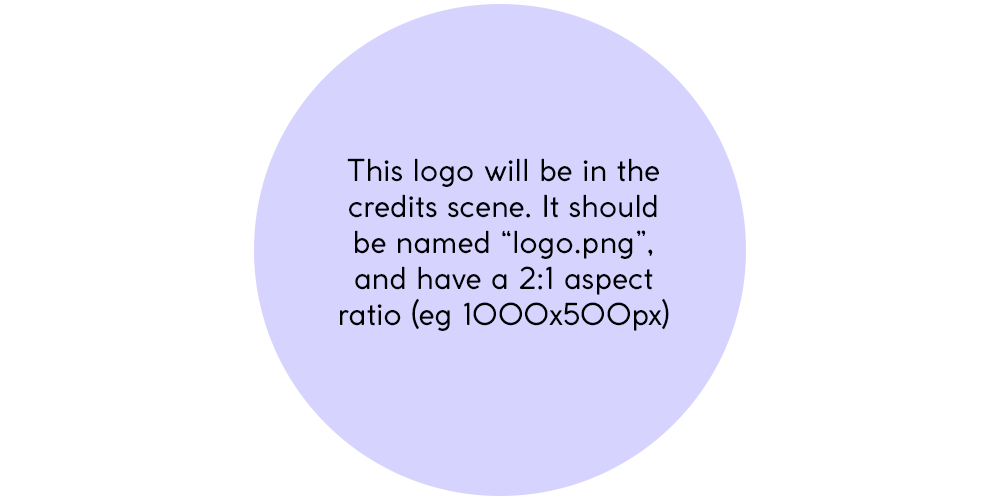 This logo will be in the
credits scene. It should
be named “logo.png”,
and have a 2:1 aspect
ratio (eg 1000x500px)